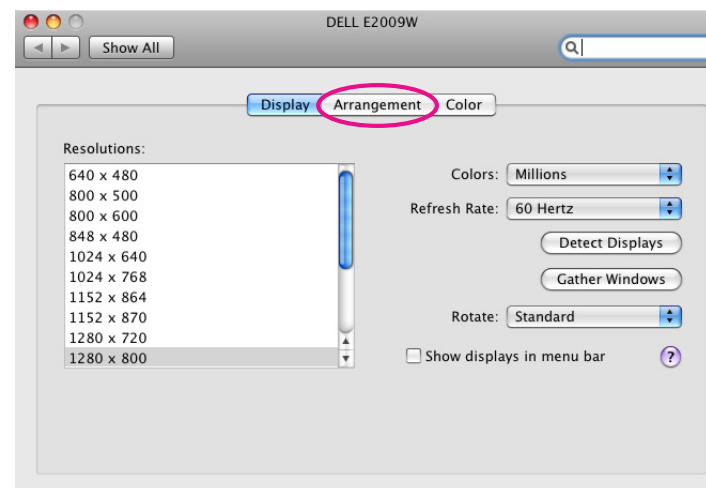 DELL E2009W
Show All
Display Arrangement Color
Resolutions:
640 x 480
800 x 500
800 x 600
848 x 480
1024 x 640
1024 x 768
1152 x 864
1152 x 870
1280 x 720
1280 x 800
Colors: Millions
Refresh Rate: 60 Hertz
Detect Displays
Gather Windows
Rotate: Standard
Show displays in menu bar ?